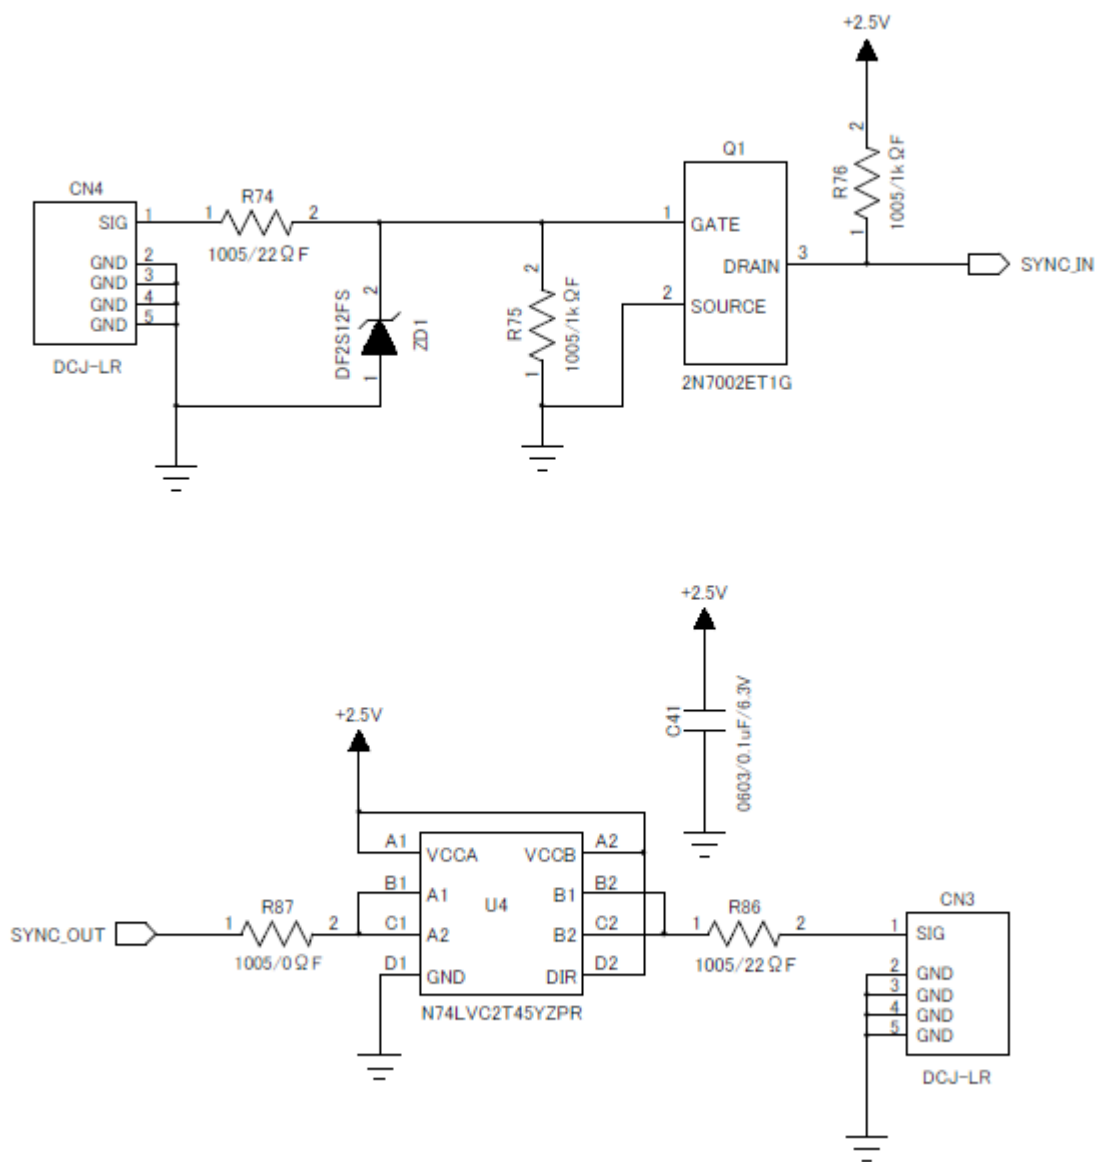 +2.5V
Q1
CN4
R74
R76
1005/1kΩF
2
1
SIG 1
1 2
1005/22ΩF
GND 2
GND 3
GND 4
GND 5
DCJ-LR
DF2S12FS
2
1
ZD1
2
R75
1005/1kΩF
1 GATE
DRAIN 3
2 SOURCE
2N7002ET1G
SYNC_IN
+2.5V
C41
0603/0.1uF/6.3V
+2.5V
A1 VCCA VCCB A2
B1 A1 U4 B1 B2
C1 A2 B2 C2
D1 GND DIR D2
N74LVC2T45YZPR
SYNC_OUT
R87
1 2
1005/0ΩF
R86
1 2
1005/22ΩF
CN3
1 SIG
2 GND
3 GND
4 GND
5 GND
DCJ-LR